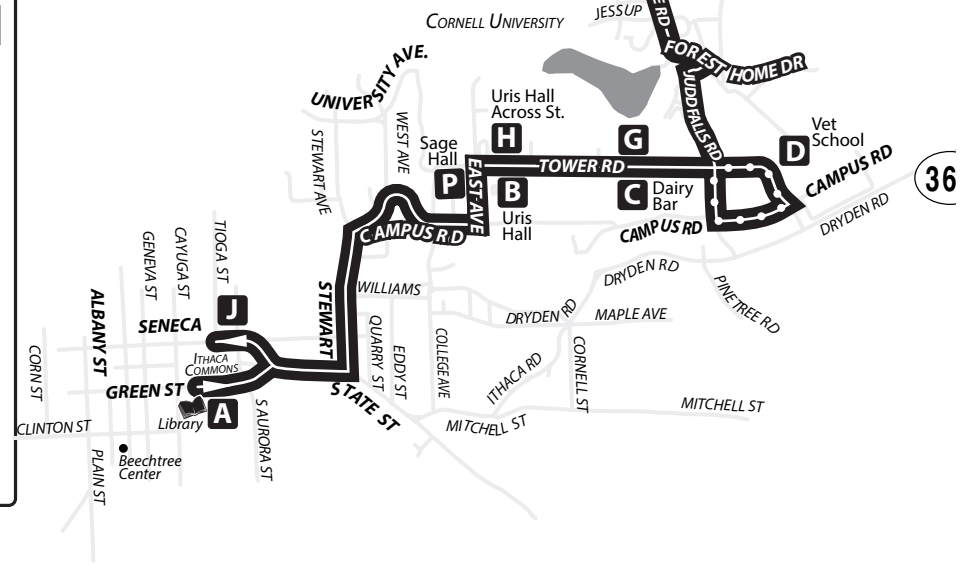 CORNELL UNIVERSITY
JESSUP
E RD
FOREST HOME DR
UNIVERSITY AVE.
JUDD FALLS RD
Uris Hall
Across St.
H
G
Vet
School
D
STEWART AVE
WEST AVE
Sage
Hall
P
EAST AVE
TOWER RD
B
Uris
Hall
C
Dairy
Bar
CAMPUS RD
CAMPUS RD
DRYDEN RD
36
CAMPUS RD
TIOGA ST
CAYUGA ST
GENEVA ST
DRYDEN RD
PINE TREE RD
WILLIAMS
STEWART
J
SENECA
ALBANY ST
DRYDEN RD
MAPLE AVE
ITHACA
COMMONS
QUARRY ST
EDDY ST
COLLEGE AVE
ITHACA RD
CORNELL ST
CORN ST
GREEN ST
STATE ST
MITCHELL ST
Library
A
CLINTON ST
S AURORA ST
MITCHELL ST
Beechtree
Center
PLAIN ST